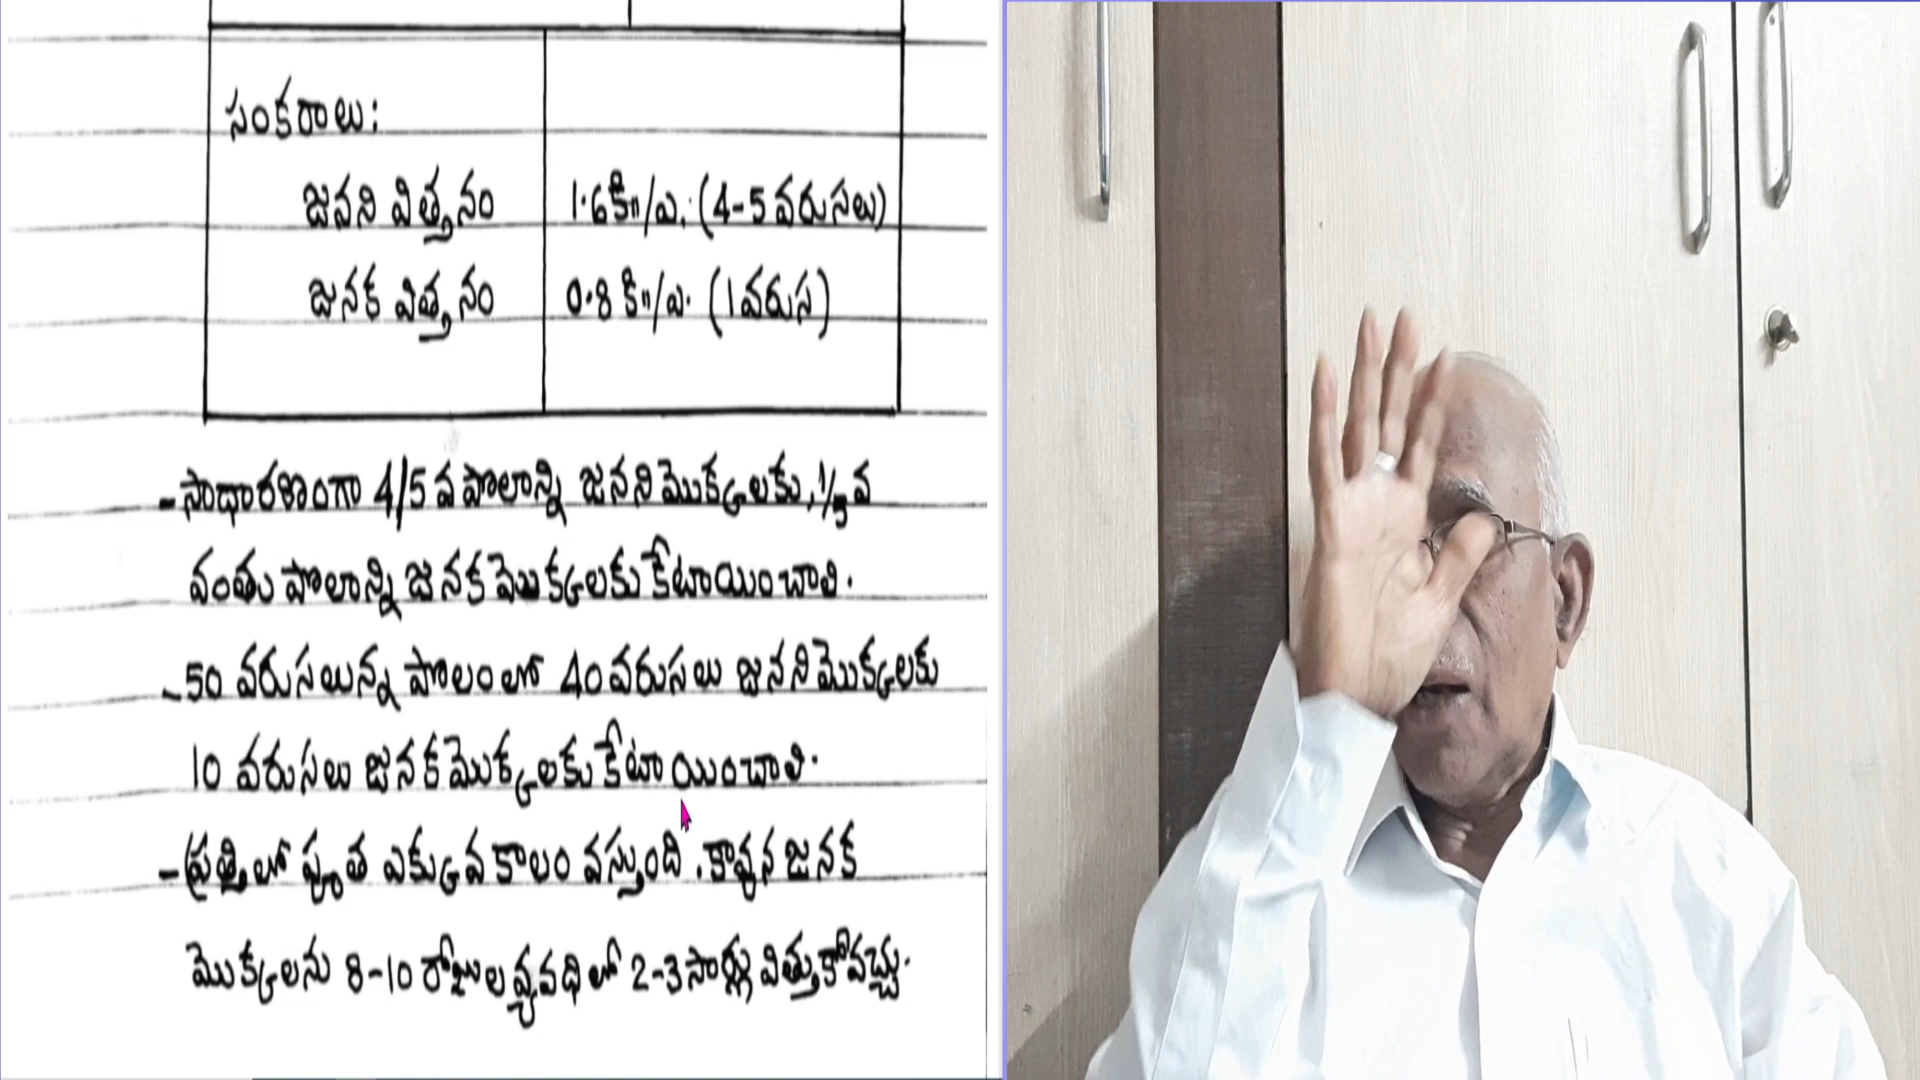 సంకరాలు:
జనని విత్తనం 1.6కి॥/ఎ. (4-5 వరుసలు)
జనక విత్తనం 0.8 కి॥/ఎ. (1 వరుస)
- సాధారణంగా 4/5 వ పొలాన్ని జనని మొక్కలకు, 1/5 వ
వంతు పొలాన్ని జనక మొక్కలకు కేటాయించాలి.
- 50 వరుసలున్న పొలంలో 40 వరుసలు జనని మొక్కలకు
10 వరుసలు జనక మొక్కలకు కేటాయించాలి.
- ప్రత్తిలో పూత ఎక్కువ కాలం వస్తుంది. కావున జనక
మొక్కలను 8-10 రోజుల వ్యవధిలో 2-3 సార్లు విత్తుకోవచ్చు.